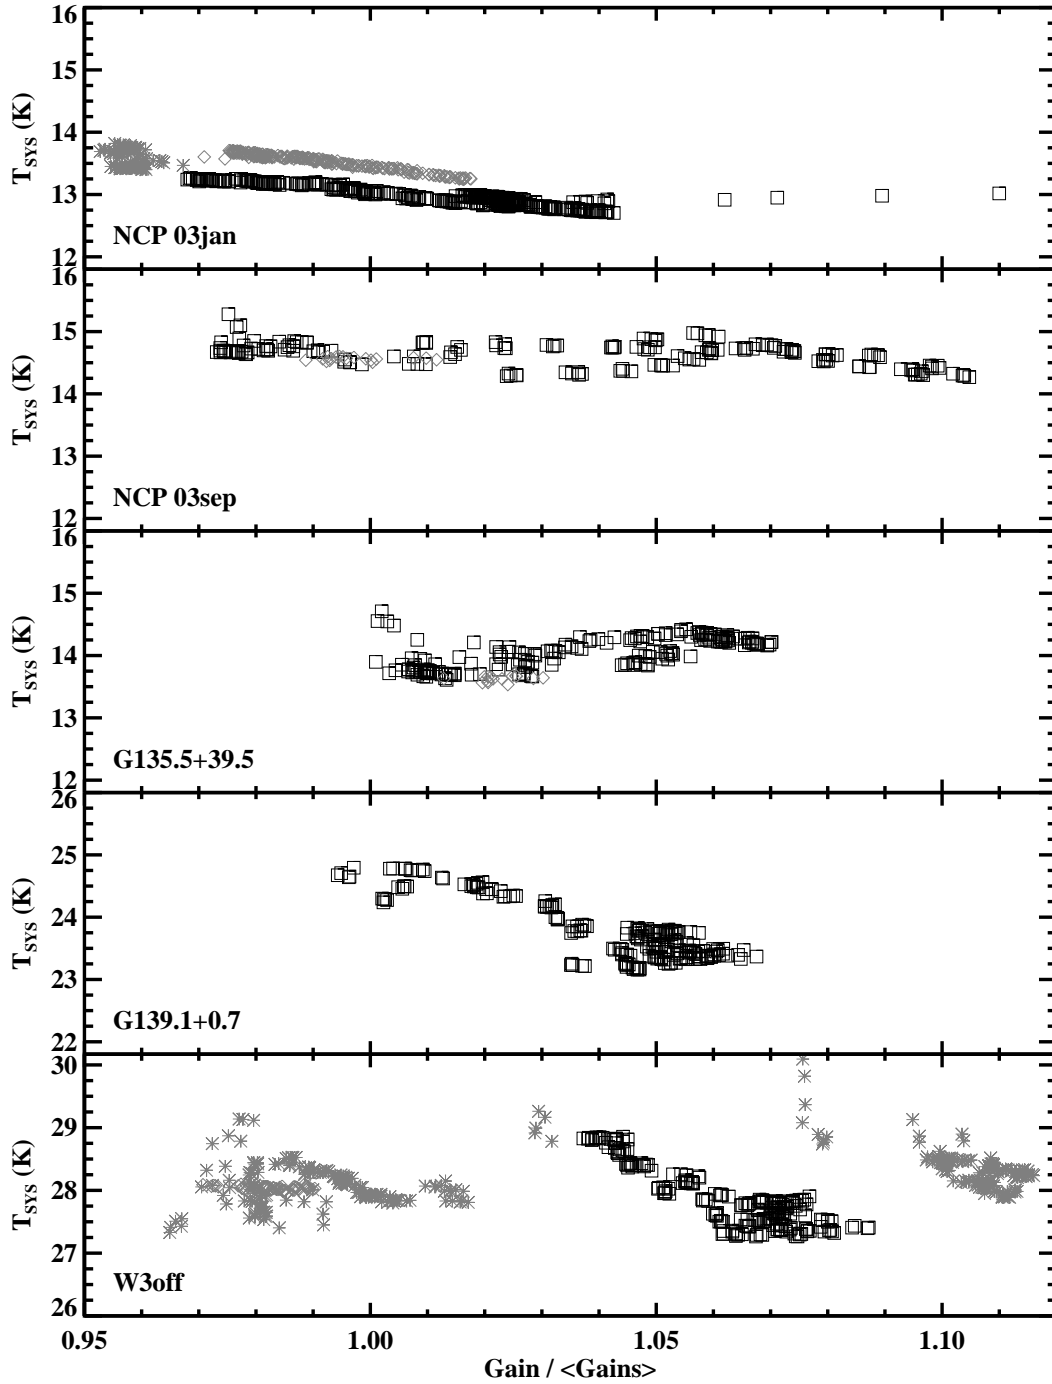 16
15
14
13
12
T_SYS (K)
NCP 03jan
16
15
14
13
12
T_SYS (K)
NCP 03sep
16
15
14
13
12
T_SYS (K)
G135.5+39.5
26
25
24
23
22
T_SYS (K)
G139.1+0.7
30
29
28
27
26
T_SYS (K)
W3off
0.95 1.00 1.05 1.10
Gain / <Gains>